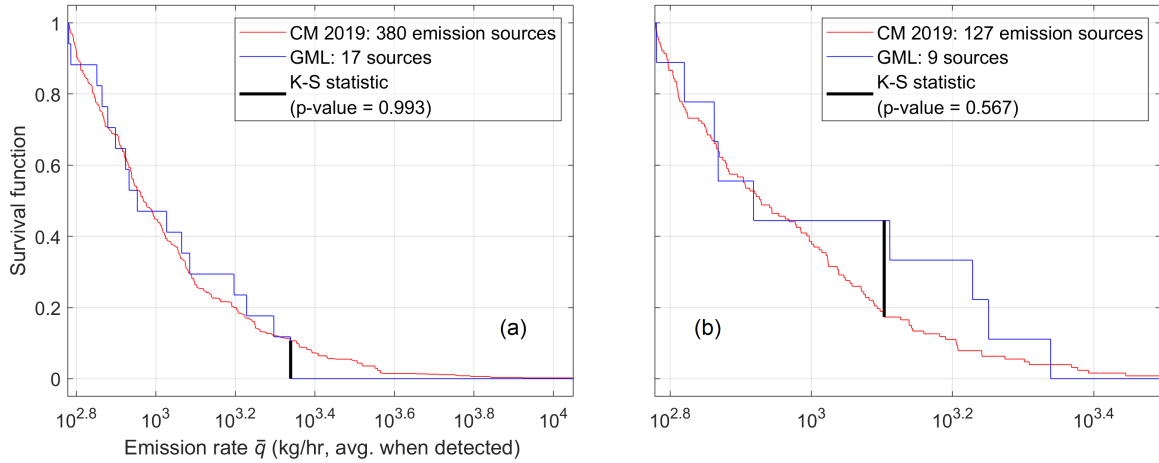 Survival function
1
0.8
0.6
0.4
0.2
0
CM 2019: 380 emission sources
GML: 17 sources
K-S statistic
(p-value = 0.993)
(a)
10^2.8 10^3 10^3.2 10^3.4 10^3.6 10^3.8 10^4
Emission rate q̄ (kg/hr, avg. when detected)
CM 2019: 127 emission sources
GML: 9 sources
K-S statistic
(p-value = 0.567)
(b)
10^2.8 10^3 10^3.2 10^3.4